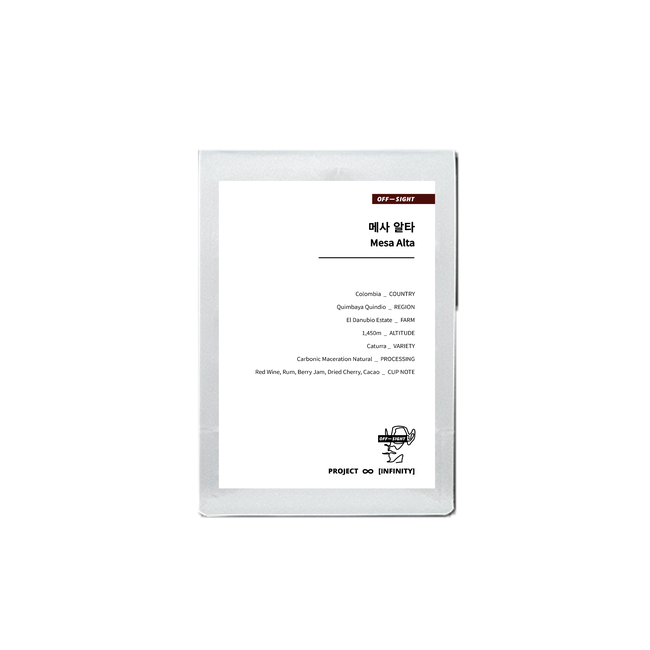 OFF—SIGHT
메사 알타
Mesa Alta
Colombia _ COUNTRY
Quimbaya Quindio _ REGION
El Danubio Estate _ FARM
1,450m _ ALTITUDE
Caturra _ VARIETY
Carbonic Maceration Natural _ PROCESSING
Red Wine, Rum, Berry Jam, Dried Cherry, Cacao _ CUP NOTE
OFF—SIGHT
PROJECT ∞ [INFINITY]